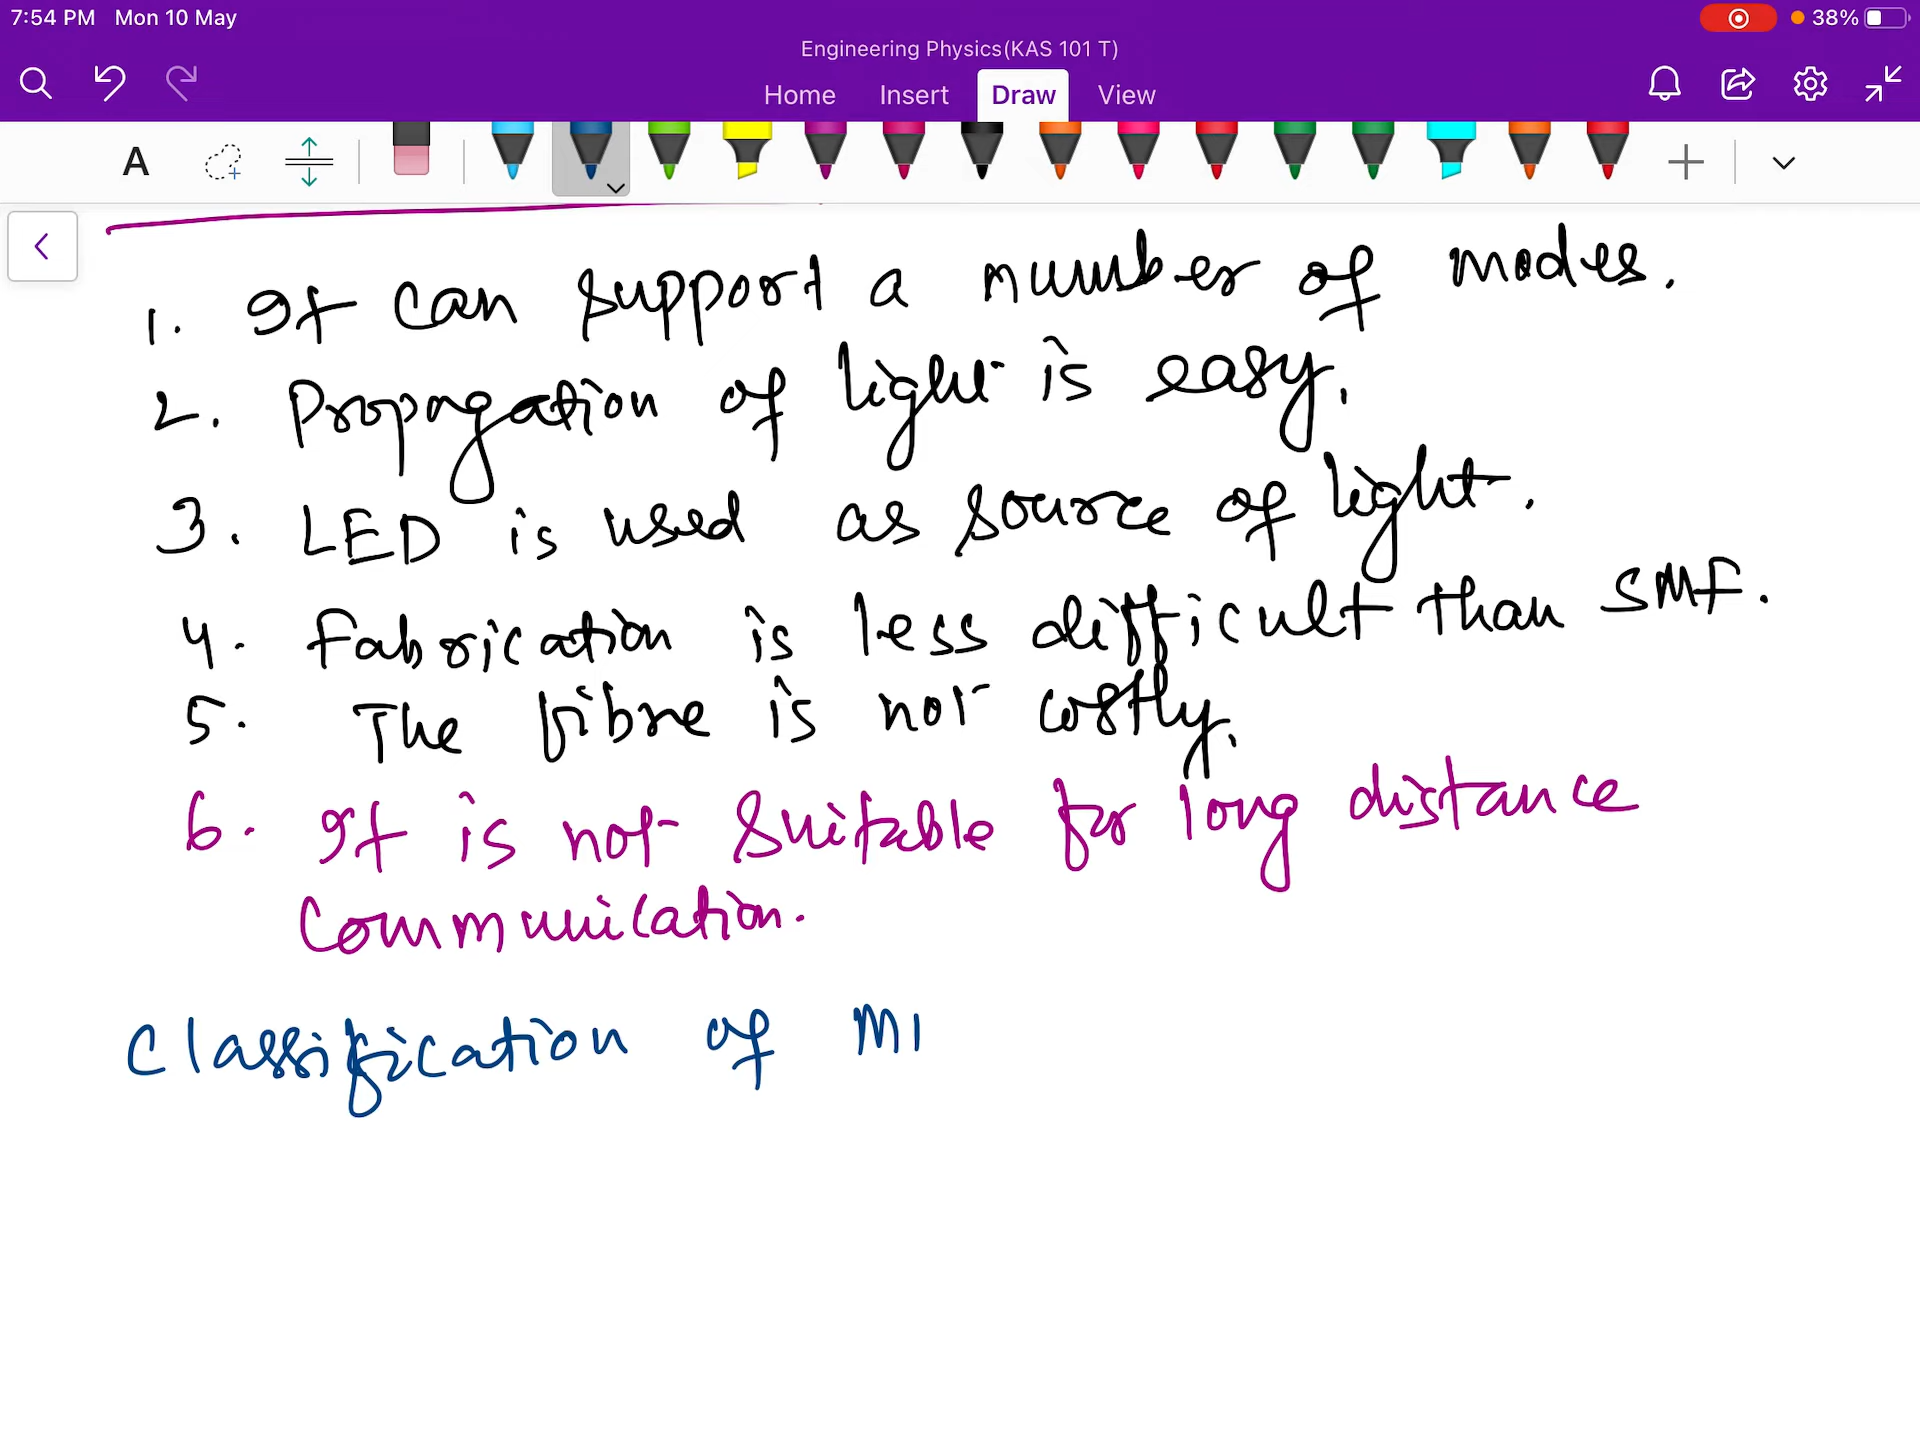 7:54 PM Mon 10 May
38%
Engineering Physics(KAS 101 T)
Home Insert Draw View
A
1. It can support a number of modes.
2. Propagation of light is easy.
3. LED is used as source of light.
4. Fabrication is less difficult than SMF.
5. The fibre is not costly.
6. It is not suitable for long distance
Communication.
Classification of M